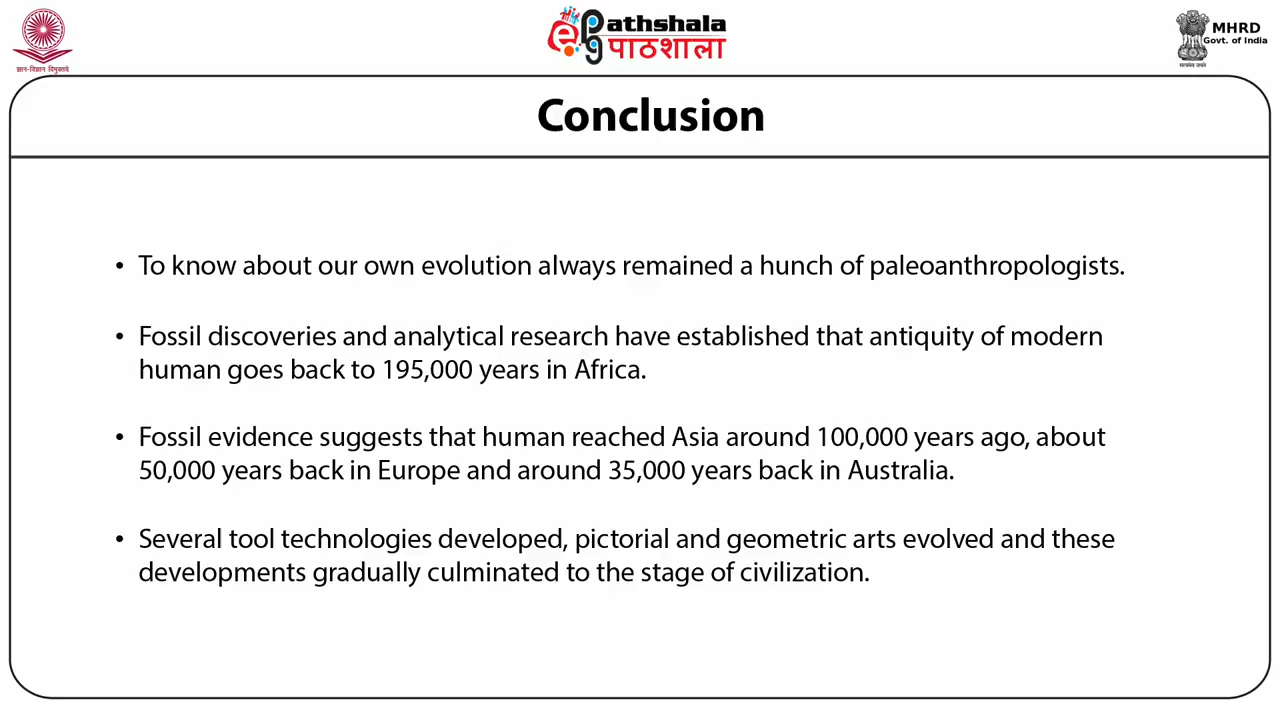 ज्ञान-विज्ञान विमुक्तये
ePathshala
पाठशाला
MHRD
Govt. of India
सत्यमेव जयते
Conclusion
• To know about our own evolution always remained a hunch of paleoanthropologists.
• Fossil discoveries and analytical research have established that antiquity of modern
human goes back to 195,000 years in Africa.
• Fossil evidence suggests that human reached Asia around 100,000 years ago, about
50,000 years back in Europe and around 35,000 years back in Australia.
• Several tool technologies developed, pictorial and geometric arts evolved and these
developments gradually culminated to the stage of civilization.